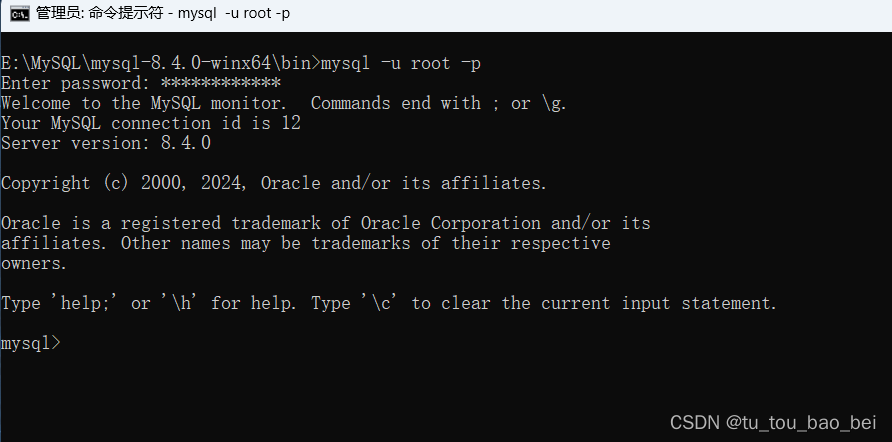 管理员: 命令提示符 - mysql  -u root -p
E:\MySQL\mysql-8.4.0-winx64\bin>mysql -u root -p
Enter password: ************
Welcome to the MySQL monitor.  Commands end with ; or \g.
Your MySQL connection id is 12
Server version: 8.4.0
Copyright (c) 2000, 2024, Oracle and/or its affiliates.
Oracle is a registered trademark of Oracle Corporation and/or its
affiliates. Other names may be trademarks of their respective
owners.
Type 'help;' or '\h' for help. Type '\c' to clear the current input statement.
mysql>
CSDN @tu_tou_bao_bei